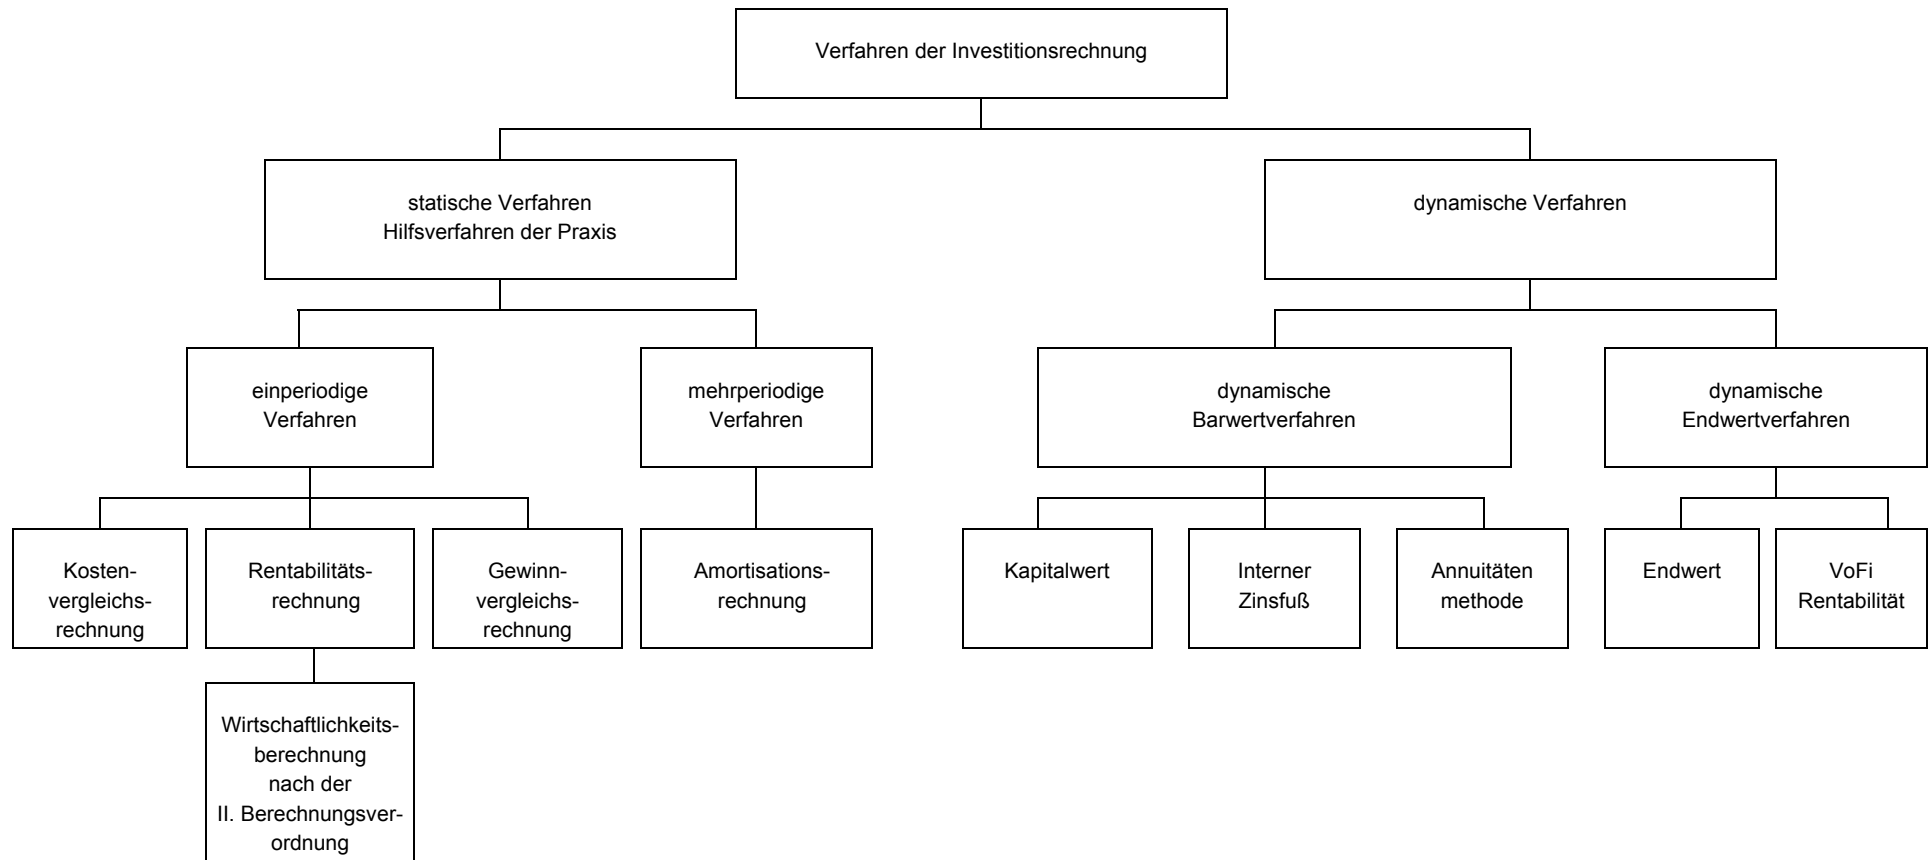 Verfahren der Investitionsrechnung
statische Verfahren
Hilfsverfahren der Praxis
dynamische Verfahren
einperiodige
Verfahren
mehrperiodige
Verfahren
dynamische
Barwertverfahren
dynamische
Endwertverfahren
Kosten-
vergleichs-
rechnung
Rentabilitäts-
rechnung
Gewinn-
vergleichs-
rechnung
Amortisations-
rechnung
Kapitalwert
Interner
Zinsfuß
Annuitäten
methode
Endwert
VoFi
Rentabilität
Wirtschaftlichkeits-
berechnung
nach der
II. Berechnungsver-
ordnung